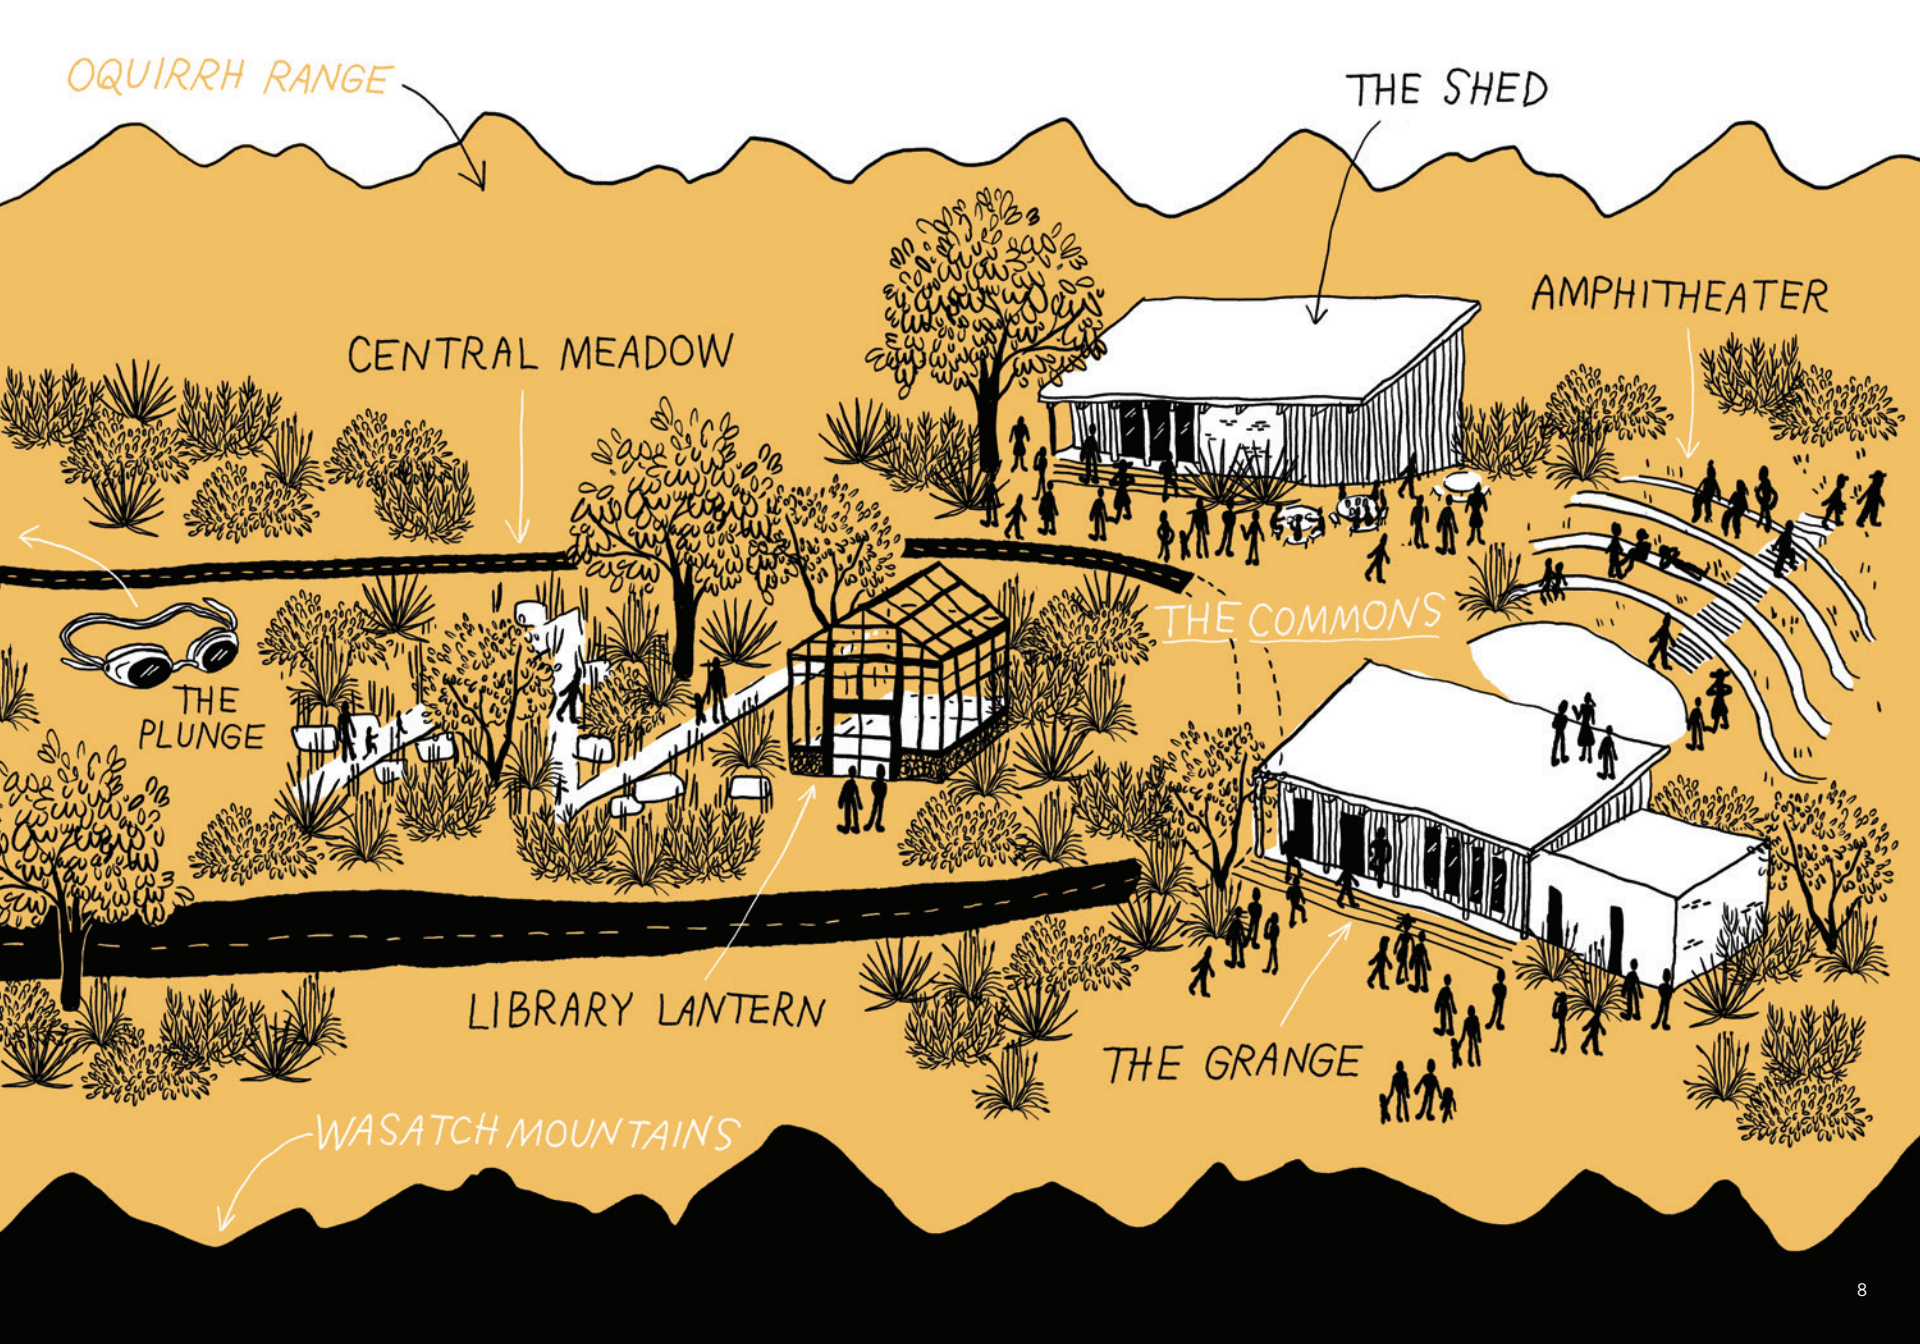 OQUIRRH RANGE
THE SHED
AMPHITHEATER
CENTRAL MEADOW
THE COMMONS
THE
PLUNGE
LIBRARY LANTERN
THE GRANGE
WASATCH MOUNTAINS
8